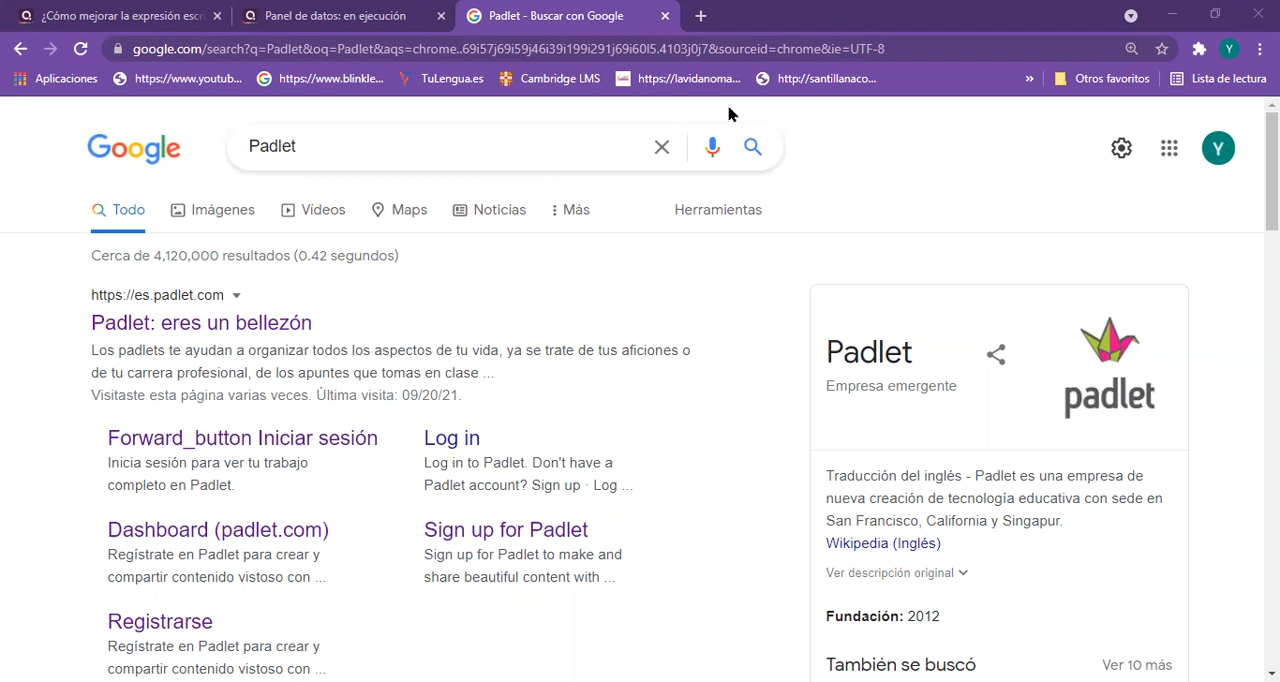 ¿Cómo mejorar la expresión escr
Panel de datos: en ejecución
Padlet - Buscar con Google
google.com/search?q=Padlet&oq=Padlet&aqs=chrome..69i57j69i59j46i39i199i291j69i60l5.4103j0j7&sourceid=chrome&ie=UTF-8
Y
Aplicaciones
https://www.youtub...
https://www.blinkle...
TuLengua.es
Cambridge LMS
https://lavidanoma...
http://santillanaco...
»
Otros favoritos
Lista de lectura
Google
Padlet
Y
Todo
Imágenes
Vídeos
Maps
Noticias
Más
Herramientas
Cerca de 4,120,000 resultados (0.42 segundos)
https://es.padlet.com
Padlet: eres un bellezón
Los padlets te ayudan a organizar todos los aspectos de tu vida, ya se trate de tus aficiones o
de tu carrera profesional, de los apuntes que tomas en clase ...
Visitaste esta página varias veces. Última visita: 09/20/21.
Forward_button Iniciar sesión
Inicia sesión para ver tu trabajo
completo en Padlet.
Log in
Log in to Padlet. Don't have a
Padlet account? Sign up · Log ...
Dashboard (padlet.com)
Regístrate en Padlet para crear y
compartir contenido vistoso con ...
Sign up for Padlet
Sign up for Padlet to make and
share beautiful content with ...
Registrarse
Regístrate en Padlet para crear y
compartir contenido vistoso con ...
Padlet
Empresa emergente
padlet
Traducción del inglés - Padlet es una empresa de
nueva creación de tecnología educativa con sede en
San Francisco, California y Singapur.
Wikipedia (Inglés)
Ver descripción original
Fundación: 2012
También se buscó
Ver 10 más